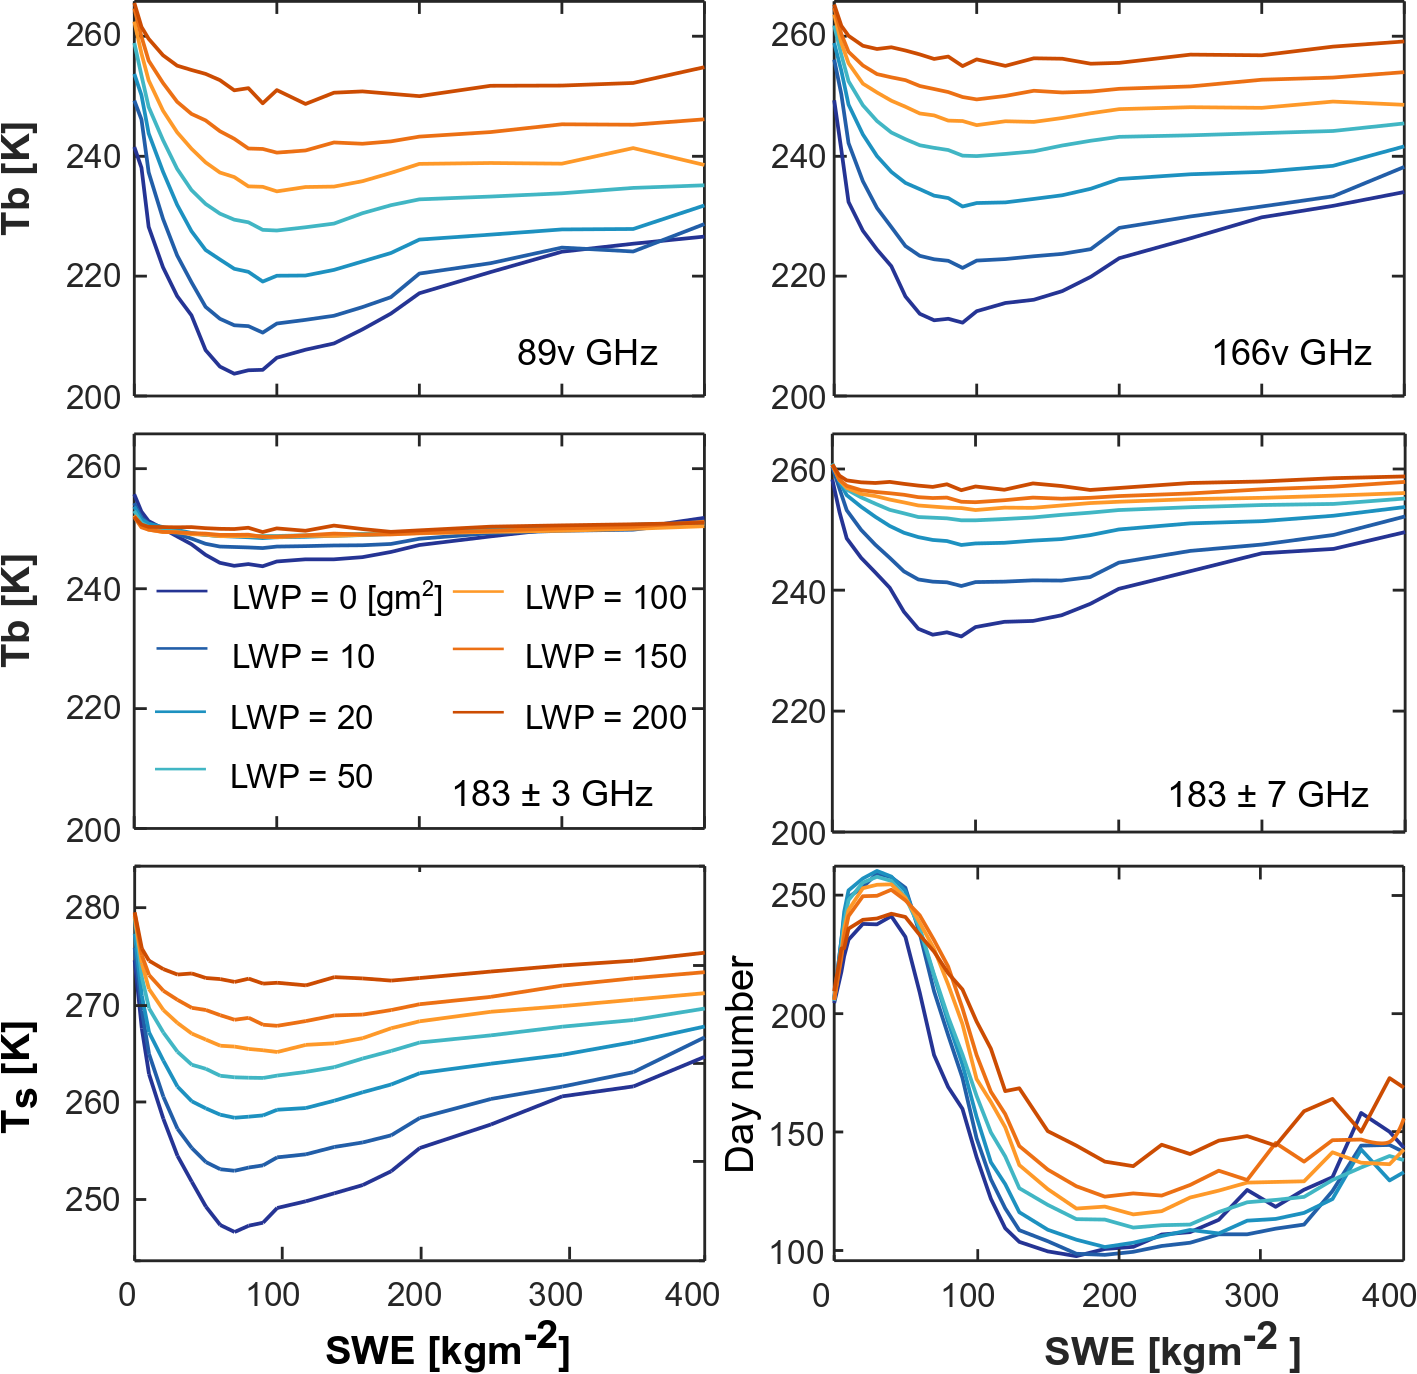 260
240
220
200
Tb [K]
89v GHz
260
240
220
200
166v GHz
260
240
220
200
Tb [K]
LWP = 0 [gm²]
LWP = 10
LWP = 20
LWP = 50
LWP = 100
LWP = 150
LWP = 200
183 ± 3 GHz
260
240
220
200
183 ± 7 GHz
280
270
260
250
Ts [K]
0 100 200 300 400
SWE [kgm⁻²]
250
200
150
100
Day number
0 100 200 300 400
SWE [kgm⁻² ]